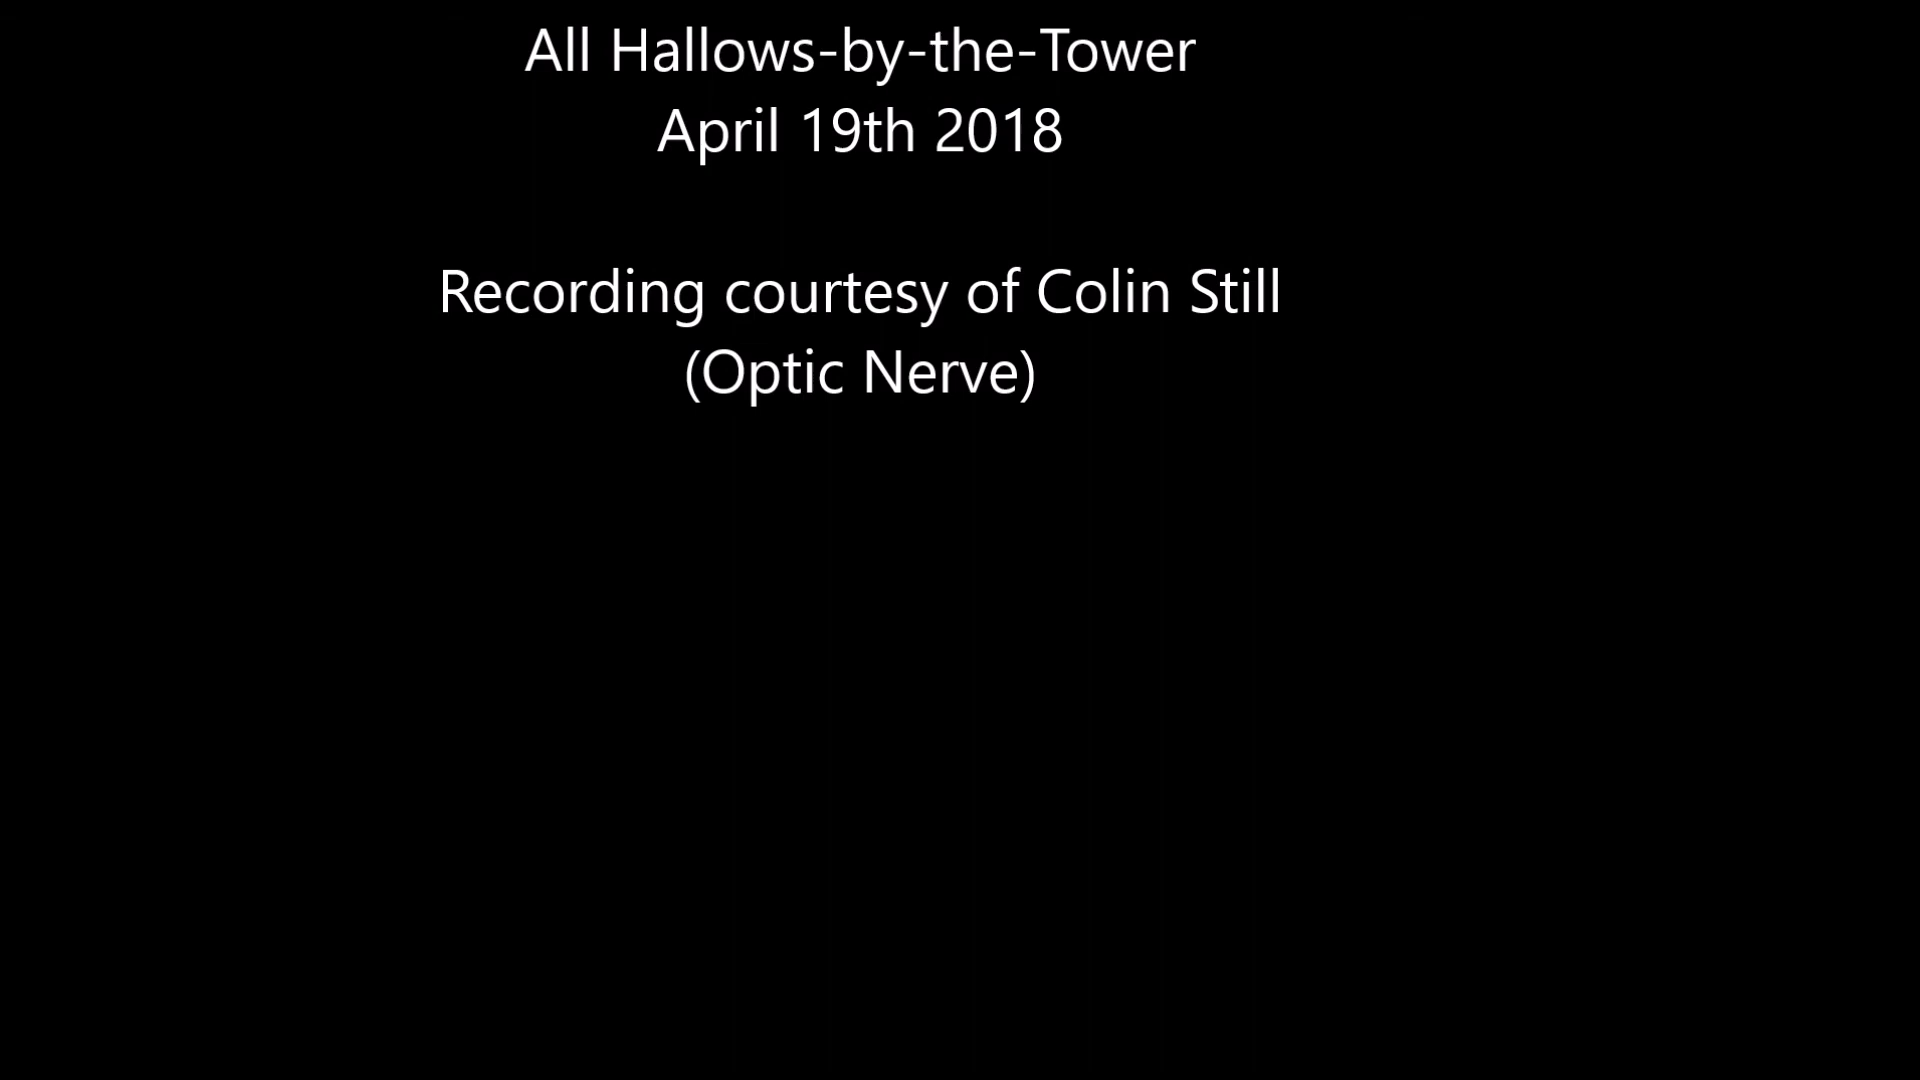 All Hallows-by-the-Tower
April 19th 2018
Recording courtesy of Colin Still
(Optic Nerve)